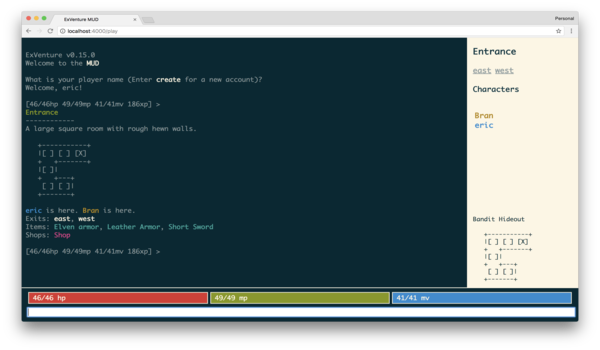 ExVenture MUD
Personal
localhost:4000/play
ExVenture v0.15.0
Welcome to the MUD
What is your player name (Enter create for a new account)?
Welcome, eric!
[46/46hp 49/49mp 41/41mv 186xp] >
Entrance
------------
A large square room with rough hewn walls.
+-----------+
|[ ] [ ] [X]
+   +-------+
|[ ]|
+   +---+
 [ ] [ ]|
+-------+
eric is here. Bran is here.
Exits: east, west
Items: Elven armor, Leather Armor, Short Sword
Shops: Shop
[46/46hp 49/49mp 41/41mv 186xp] >
Entrance
east west
Characters
Bran
eric
Bandit Hideout
+-----------+
|[ ] [ ] [X]
+   +-------+
|[ ]|
+   +---+
 [ ] [ ]|
+-------+
46/46 hp
49/49 mp
41/41 mv